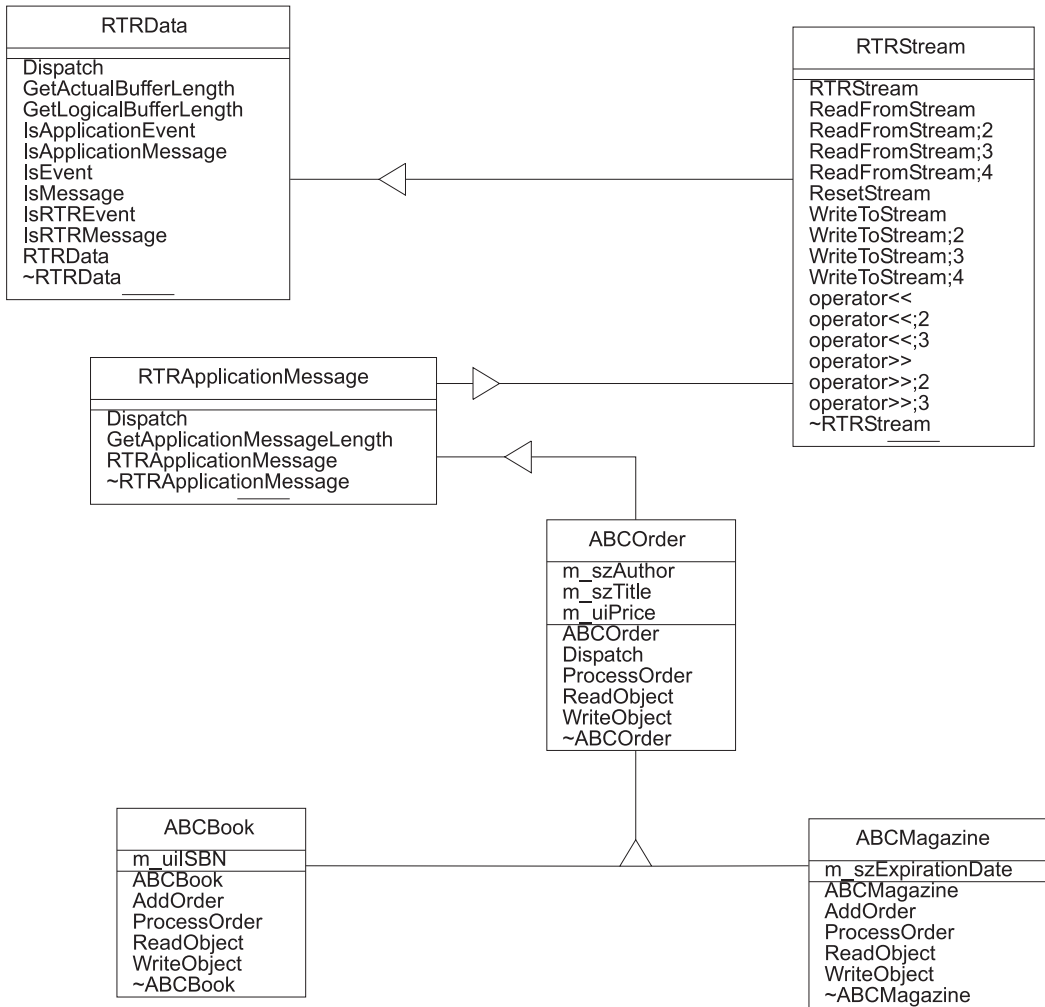 RTRData
Dispatch
GetActualBufferLength
GetLogicalBufferLength
IsApplicationEvent
IsApplicationMessage
IsEvent
IsMessage
IsRTREvent
IsRTRMessage
RTRData
~RTRData
RTRStream
RTRStream
ReadFromStream
ReadFromStream;2
ReadFromStream;3
ReadFromStream;4
ResetStream
WriteToStream
WriteToStream;2
WriteToStream;3
WriteToStream;4
operator<<
operator<<;2
operator<<;3
operator>>
operator>>;2
operator>>;3
~RTRStream
RTRApplicationMessage
Dispatch
GetApplicationMessageLength
RTRApplicationMessage
~RTRApplicationMessage
ABCOrder
m_szAuthor
m_szTitle
m_uiPrice
ABCOrder
Dispatch
ProcessOrder
ReadObject
WriteObject
~ABCOrder
ABCBook
m_uiISBN
ABCBook
AddOrder
ProcessOrder
ReadObject
WriteObject
~ABCBook
ABCMagazine
m_szExpirationDate
ABCMagazine
AddOrder
ProcessOrder
ReadObject
WriteObject
~ABCMagazine